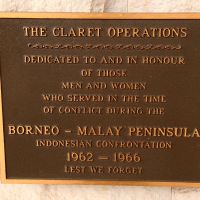 THE CLARET OPERATIONS
DEDICATED TO AND IN HONOUR
OF THOSE
MEN AND WOMEN
WHO SERVED IN THE TIME
OF CONFLICT DURING THE
BORNEO – MALAY PENINSULA
INDONESIAN CONFRONTATION
1962 — 1966
LEST WE FORGET